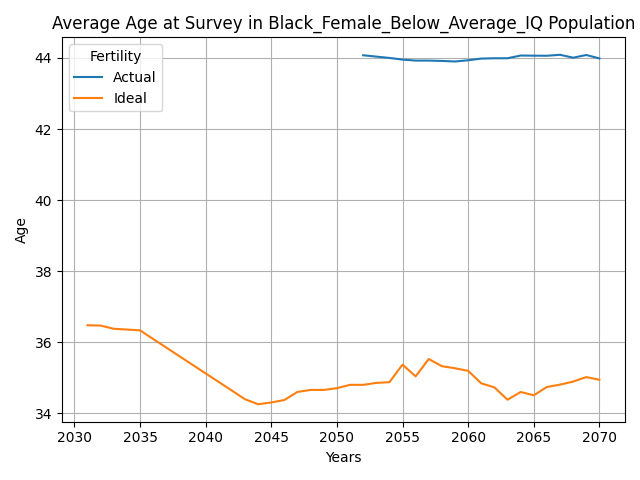 Average Age at Survey in Black_Female_Below_Average_IQ Population
Fertility
Actual
Ideal
44
42
40
38
36
34
Age
2030 2035 2040 2045 2050 2055 2060 2065 2070
Years